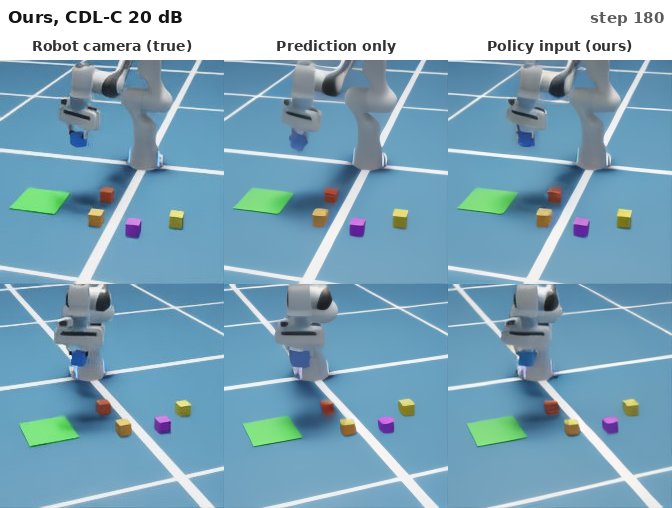 Ours, CDL-C 20 dB
step 180
Robot camera (true)
Prediction only
Policy input (ours)